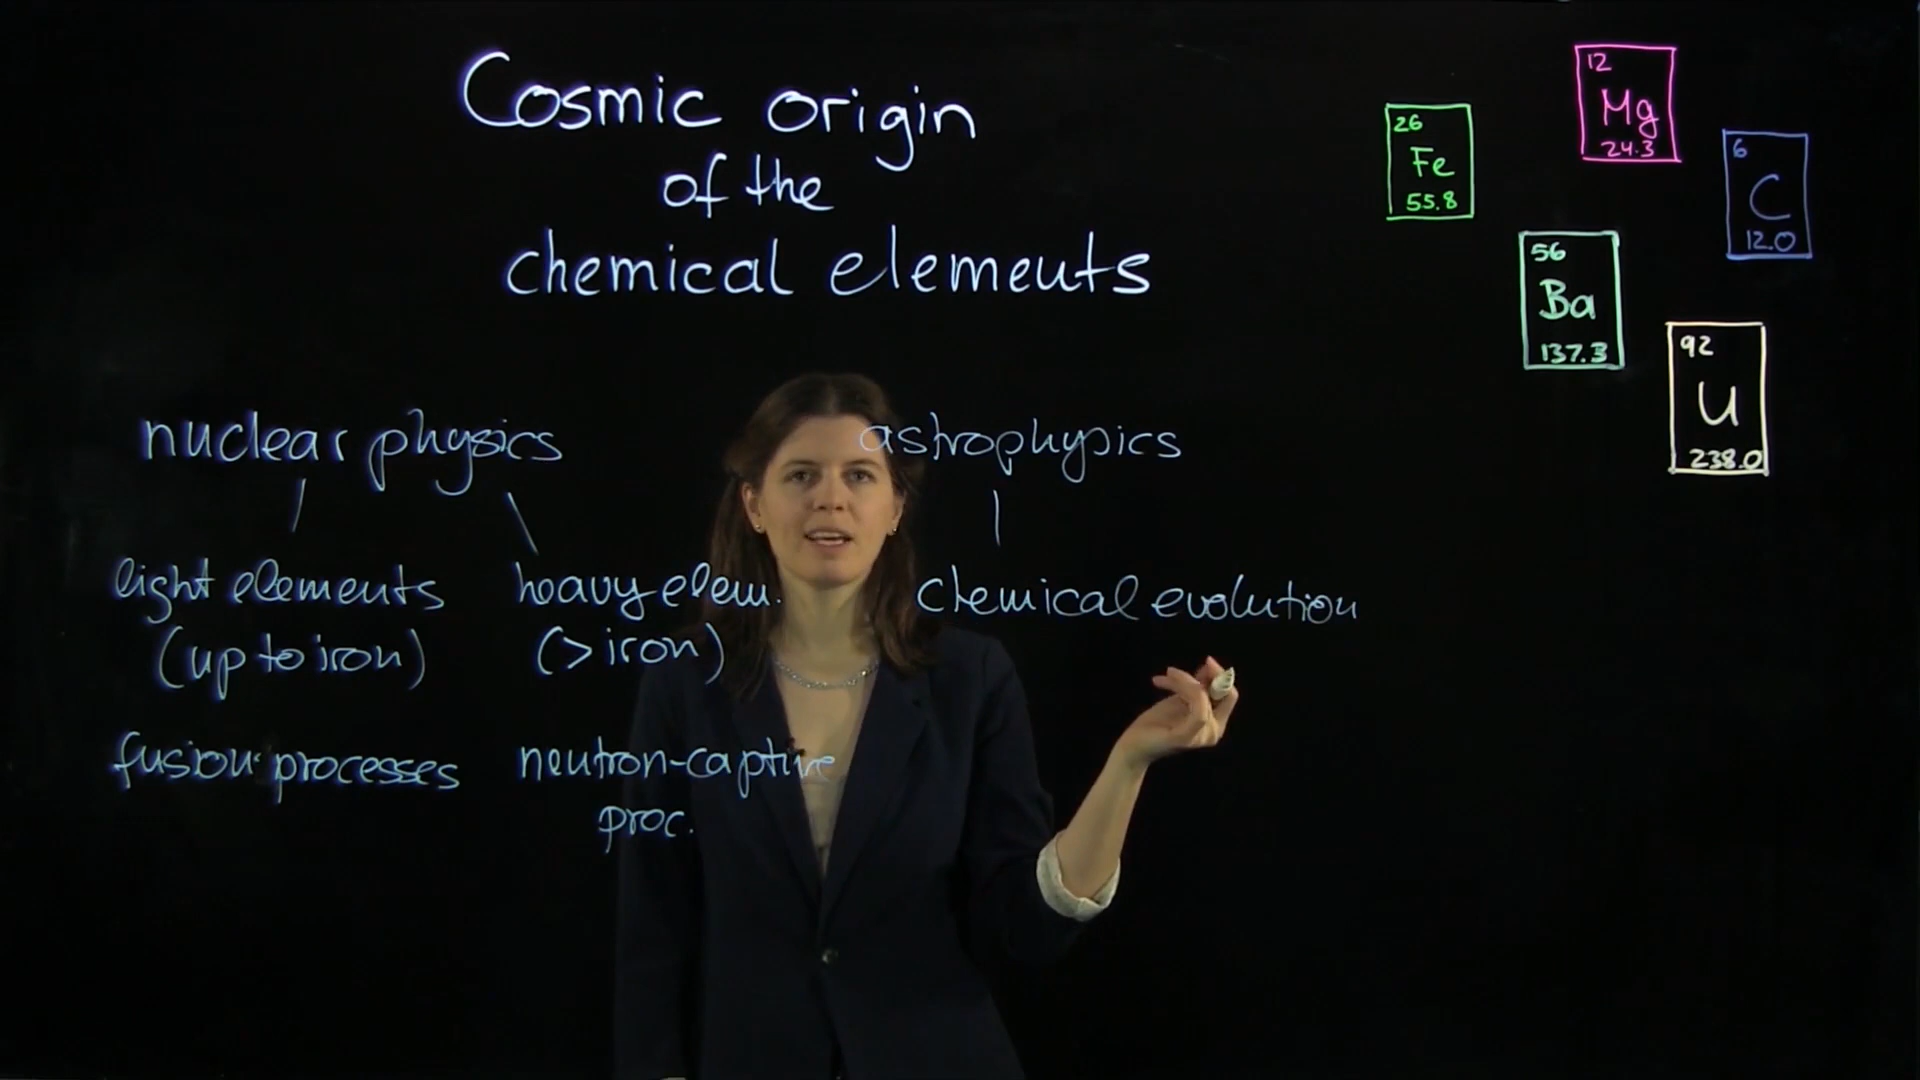 Cosmic origin
of the
chemical elements
12
Mg
24.3
26
Fe
55.8
6
C
12.0
56
Ba
137.3
92
U
238.0
nuclear physics
astrophysics
light elements
(up to iron)
heavy elem.
(> iron)
chemical evolution
fusion processes
neutron-capture
proc.